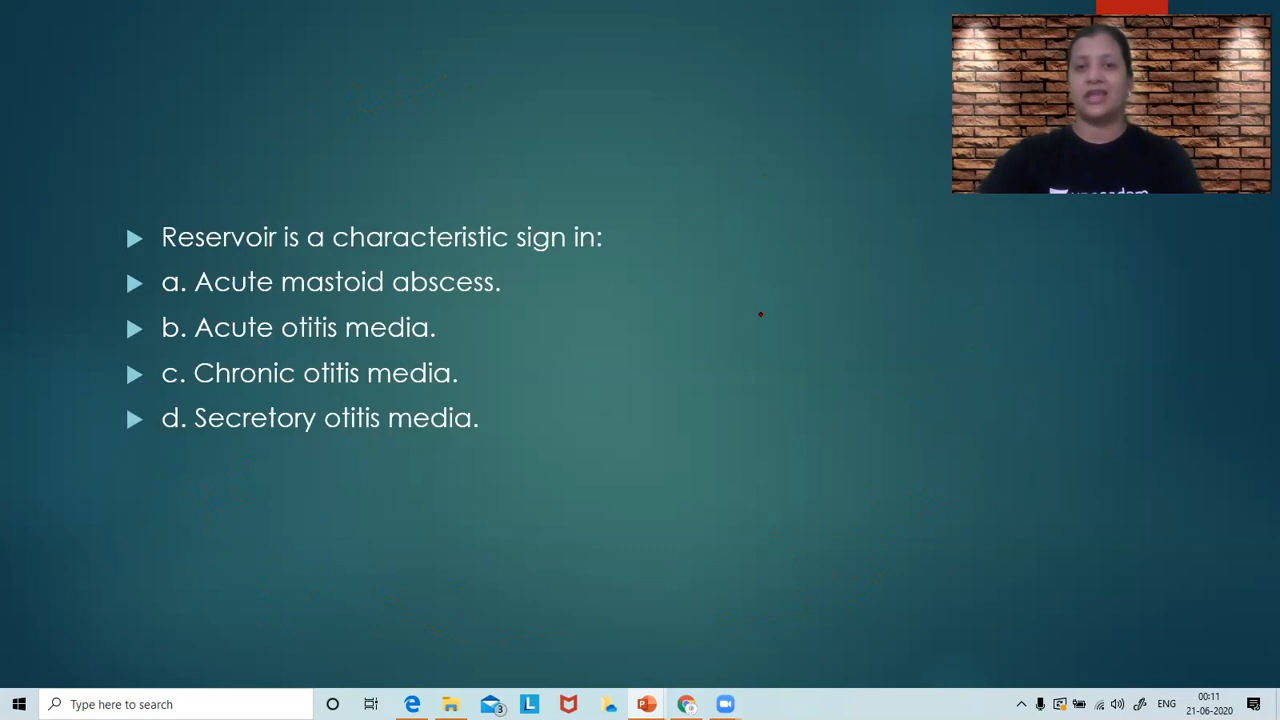 Reservoir is a characteristic sign in:
a. Acute mastoid abscess.
b. Acute otitis media.
c. Chronic otitis media.
d. Secretory otitis media.
Type here to search
3
ENG
00:11
21-06-2020